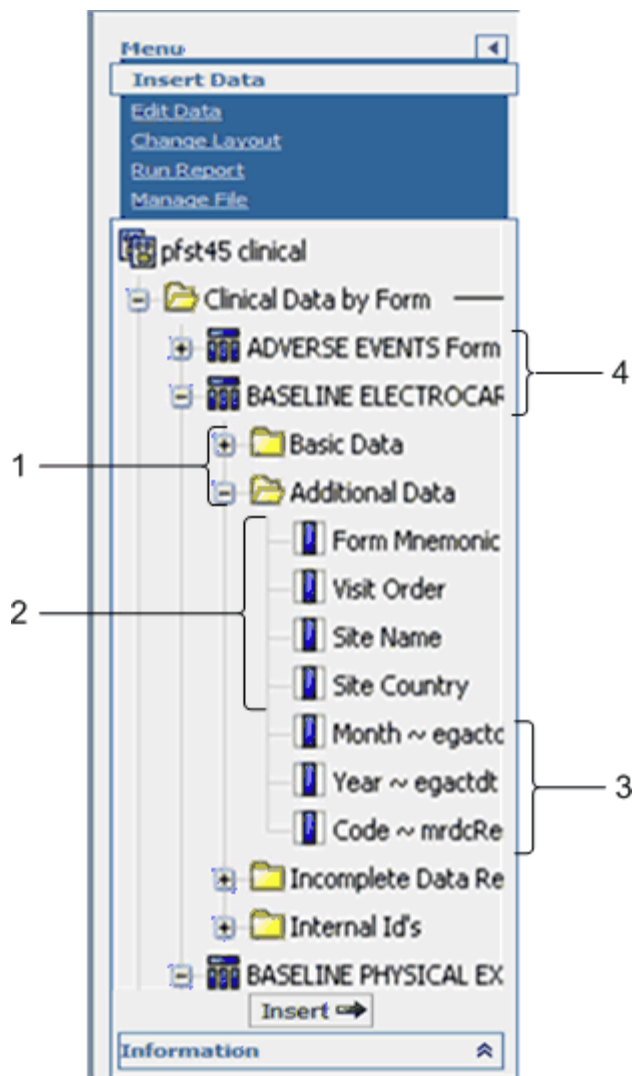 Menu
Insert Data
Edit Data
Change Layout
Run Report
Manage File
pfst45 clinical
Clinical Data by Form
ADVERSE EVENTS Form
4
BASELINE ELECTROCAR
1
Basic Data
Additional Data
Form Mnemonic
Visit Order
2
Site Name
Site Country
Month ~ egactd
Year ~ egactdt
3
Code ~ mrdcRe
Incomplete Data Re
Internal Id's
BASELINE PHYSICAL EX
Insert
Information